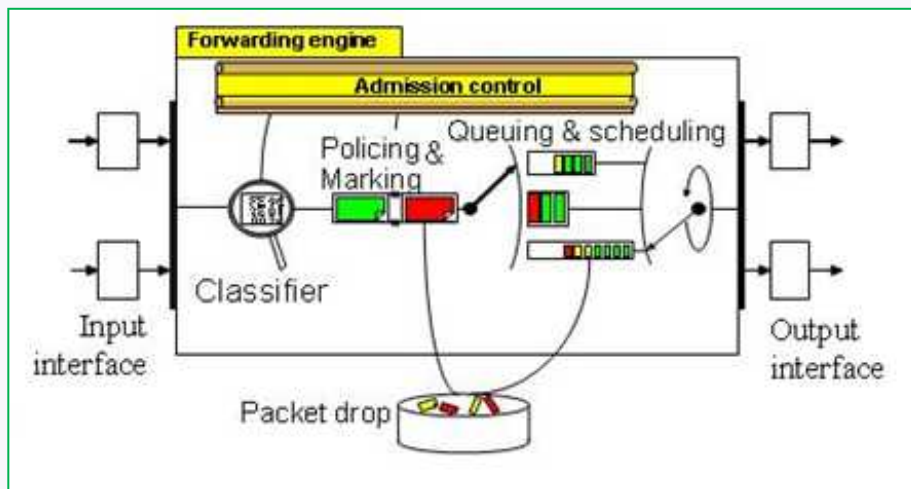 Forwarding engine
Admission control
Queuing & scheduling
Policing &
Marking
Classifier
Input
interface
Output
interface
Packet drop